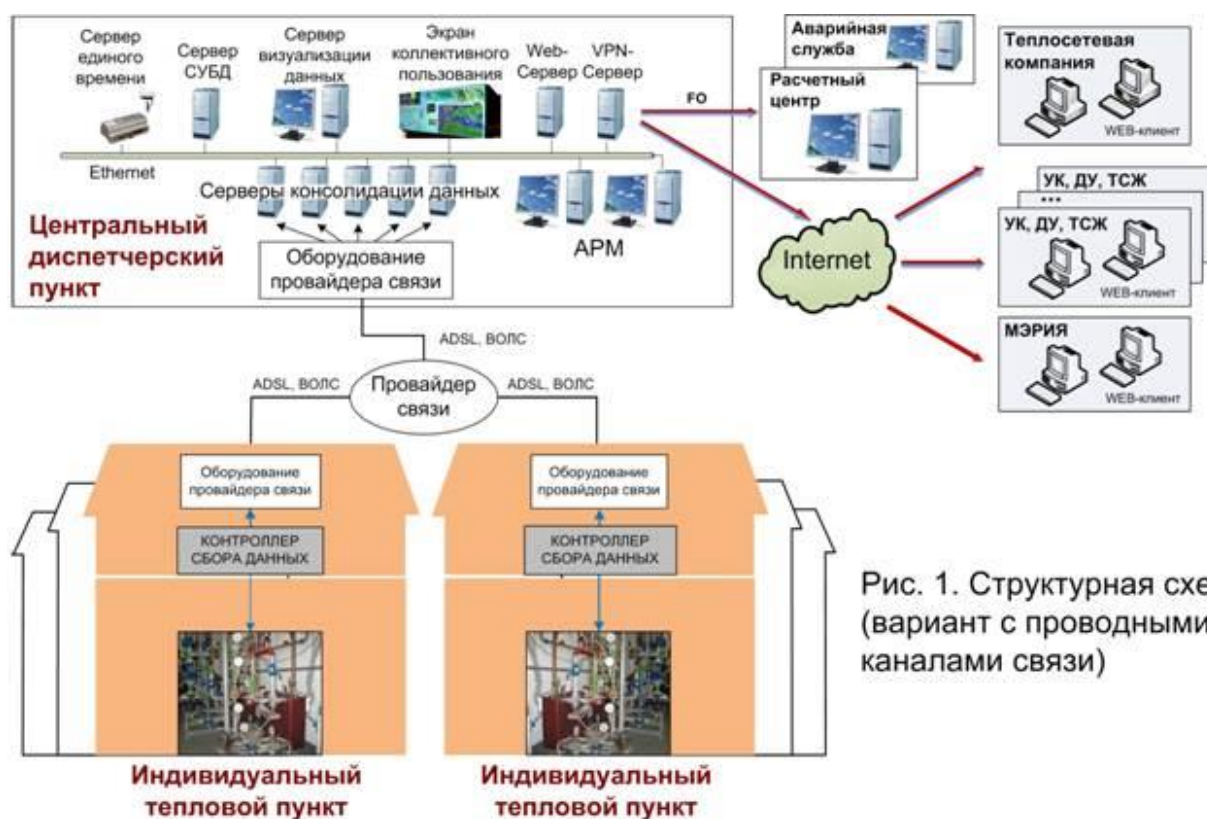 Сервер
единого
времени
Сервер
СУБД
Сервер
визуализации
данных
Экран
коллективного
пользования
Web-
Сервер
VPN-
Сервер
Ethernet
Серверы консолидации данных
АРМ
Центральный
диспетчерский
пункт
Оборудование
провайдера связи
FO
Аварийная
служба
Расчетный
центр
Internet
Теплосетевая
компания
WEB-клиент
УК, ДУ, ТСЖ
...
УК, ДУ, ТСЖ
WEB-клиент
МЭРИЯ
WEB-клиент
ADSL, ВОЛС
ADSL, ВОЛС
Провайдер
связи
ADSL, ВОЛС
Оборудование
провайдера связи
КОНТРОЛЛЕР
СБОРА ДАННЫХ
Индивидуальный
тепловой пункт
Оборудование
провайдера связи
КОНТРОЛЛЕР
СБОРА ДАННЫХ
Индивидуальный
тепловой пункт
Рис. 1. Структурная схе
(вариант с проводными
каналами связи)